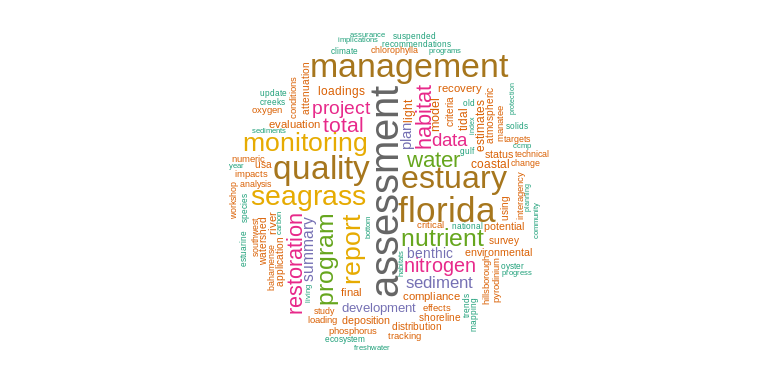 assurance
implications
suspended
recommendations
climate
chlorophylla
programs
management
update
creeks
conditions
attenuation
loadings
project
oxygen
evaluation
total
sediments
monitoring
numeric
year
usa
impacts
analysis
quality
seagrass
assessment
habitat
model
light
plan
recovery
criteria
old
tidal
index
data
estimates
atmospheric
manatee
protection
solids
targets
gulf
water
status
ccmp
technical
coastal
change
estuary
florida
using
interagency
planning
community
workshop
species
estuarine
southwest
watershed
river
bahamense
application
carbon
restoration
summary
living
program
report
bottom
critical
national
potential
nutrient
survey
benthic
environmental
habitats
nitrogen
sediment
hillsborough
pyrodinium
oyster
progress
final
compliance
development
effects
trends
mapping
study
loading
deposition
shoreline
phosphorus
distribution
ecosystem
tracking
freshwater